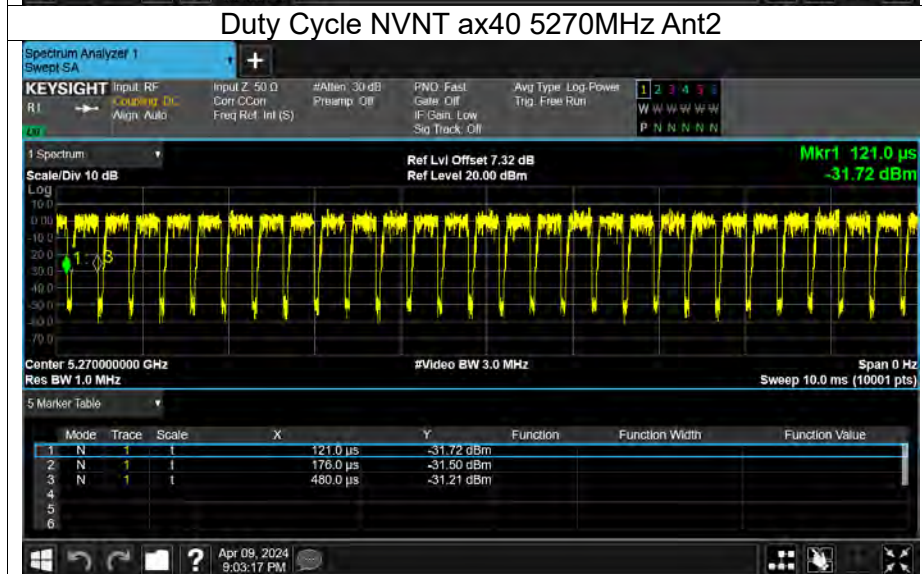 Duty Cycle NVNT ax40 5270MHz Ant2
Spectrum Analyzer 1
Swept SA
+
KEYSIGHT Input: RF Input Z: 50 Ω #Atten: 30 dB PNO: Fast Avg Type: Log-Power 1 2 3 4 5 6
Coupling: DC Corr CCorr Preamp: Off Gate: Off Trig: Free Run W W W W W W
Align: Auto Freq Ref: Int (S) IF Gain: Low P N N N N N
Sig Track: Off
1 Spectrum
Scale/Div 10 dB
Ref Lvl Offset 7.32 dB
Ref Level 20.00 dBm
Mkr1 121.0 µs
-31.72 dBm
Log
10.0
0.00
-10.0
-20.0
-30.0
-40.0
-50.0
-60.0
-70.0
1
3
Center 5.270000000 GHz #Video BW 3.0 MHz Span 0 Hz
Res BW 1.0 MHz Sweep 10.0 ms (10001 pts)
5 Marker Table
Mode Trace Scale X Y Function Function Width Function Value
1 N 1 t 121.0 µs -31.72 dBm
2 N 1 t 176.0 µs -31.50 dBm
3 N 1 t 480.0 µs -31.21 dBm
4
5
6
? Apr 09, 2024
9:03:17 PM